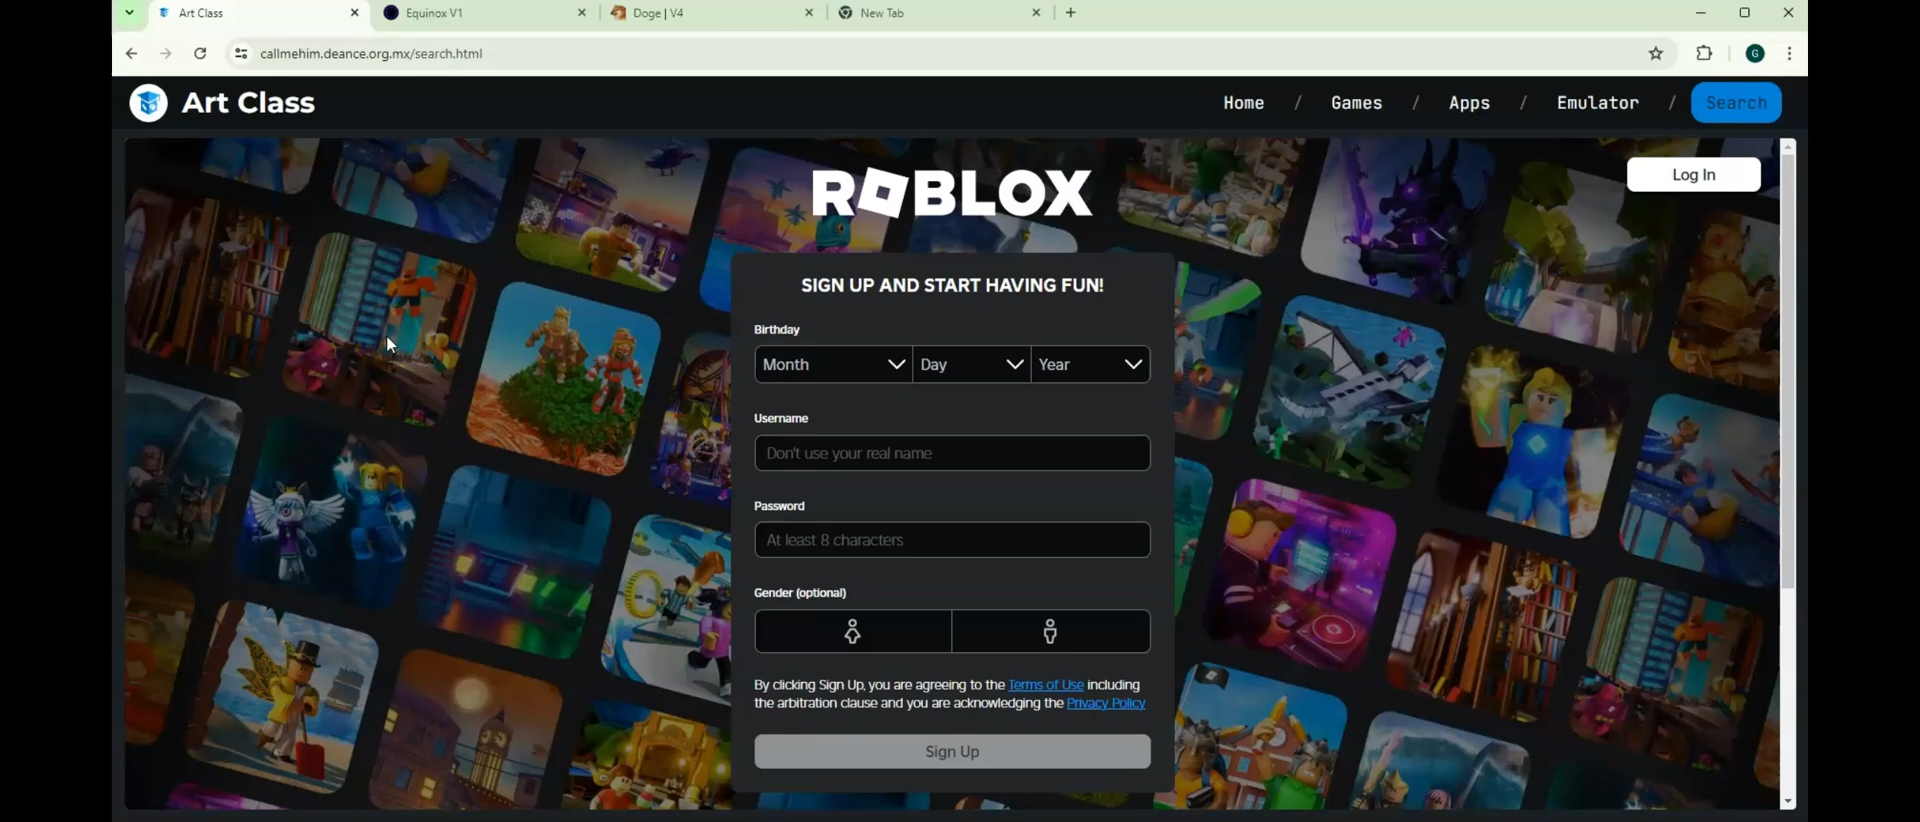 Art Class
Equinox V1
Doge | V4
New Tab
callmehim.deance.org.mx/search.html
G
Art Class
Home / Games / Apps / Emulator / Search
ROBLOX
Log In
SIGN UP AND START HAVING FUN!
Birthday
Month Day Year
Username
Don't use your real name
Password
At least 8 characters
Gender (optional)
By clicking Sign Up, you are agreeing to the Terms of Use including
the arbitration clause and you are acknowledging the Privacy Policy
Sign Up